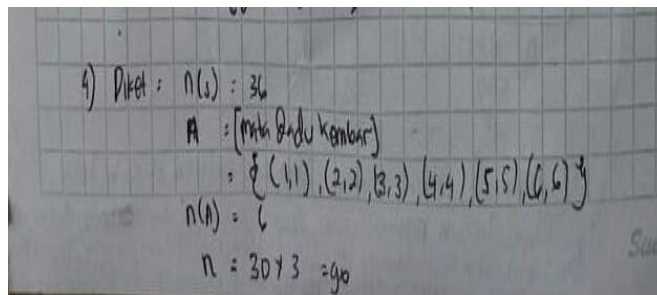 4) Diket : n(s) : 36
A : [mata Dadu kembar]
: { (1,1) , (2,2) , (3,3) , (4,4) , (5,5) , (6,6) }
n(A) : 6
n : 30 x 3 = 90